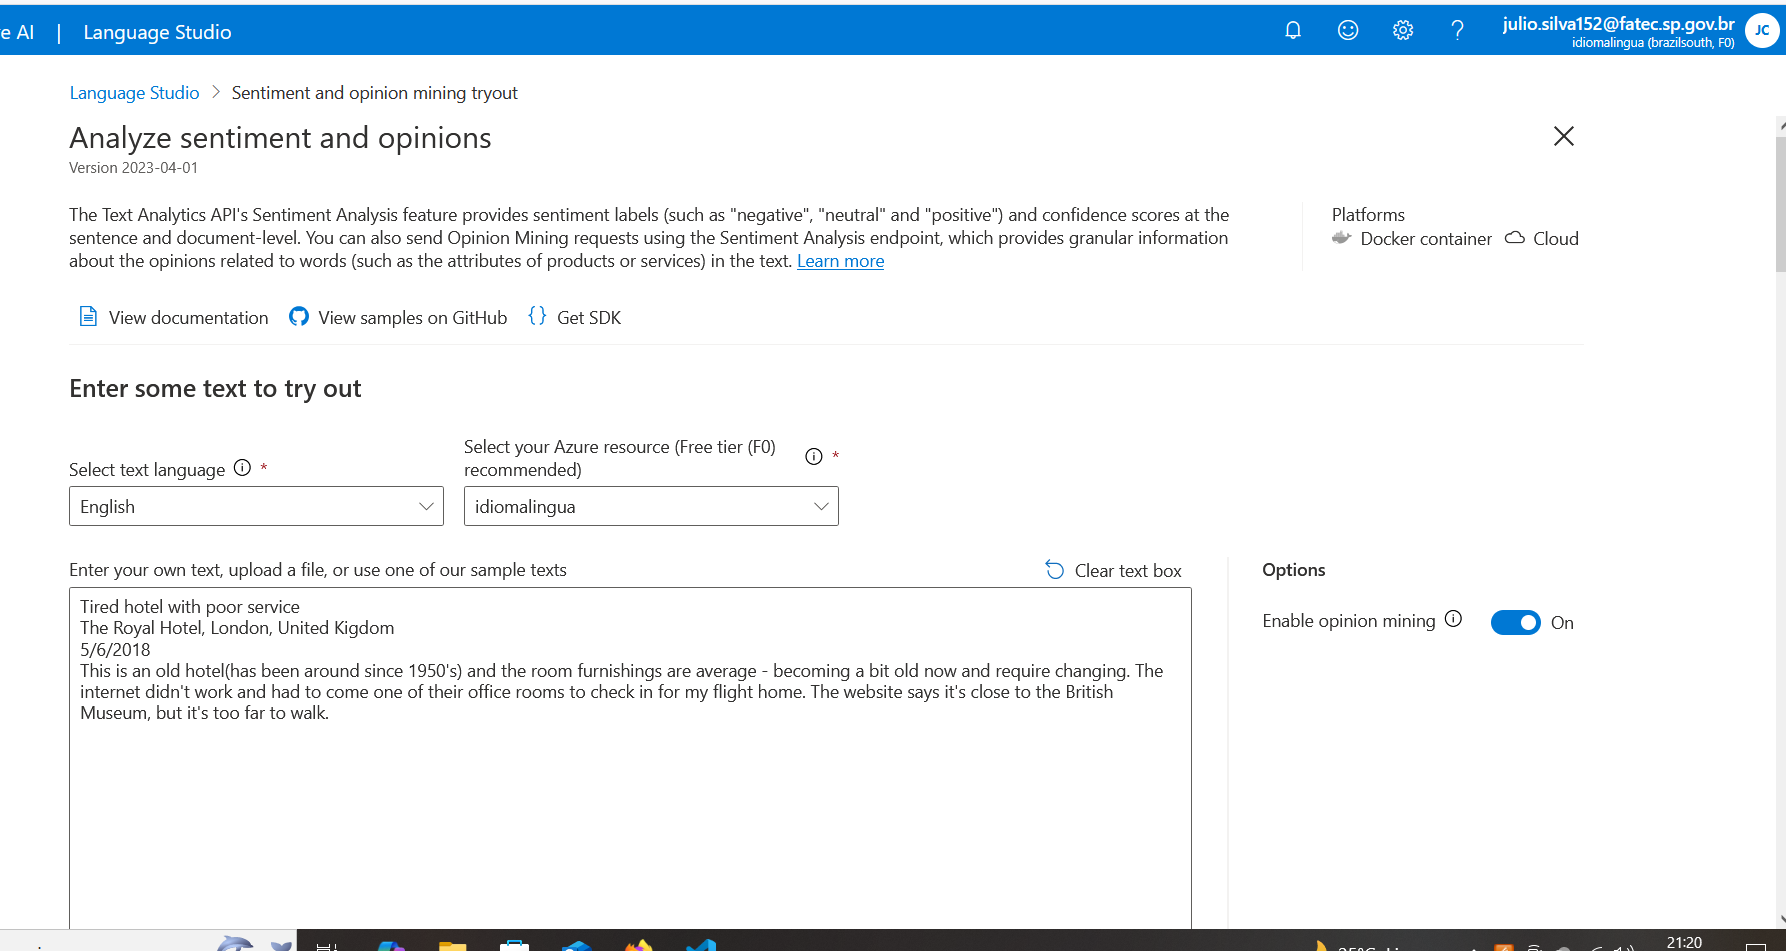 e AI | Language Studio
julio.silva152@fatec.sp.gov.br
idiomalingua (brazilsouth, F0)
JC
Language Studio > Sentiment and opinion mining tryout
Analyze sentiment and opinions
Version 2023-04-01
The Text Analytics API's Sentiment Analysis feature provides sentiment labels (such as "negative", "neutral" and "positive") and confidence scores at the
sentence and document-level. You can also send Opinion Mining requests using the Sentiment Analysis endpoint, which provides granular information
about the opinions related to words (such as the attributes of products or services) in the text. Learn more
Platforms
Docker container Cloud
View documentation View samples on GitHub Get SDK
Enter some text to try out
Select text language *
English
Select your Azure resource (Free tier (F0)
recommended) *
idiomalingua
Enter your own text, upload a file, or use one of our sample texts
Clear text box
Tired hotel with poor service
The Royal Hotel, London, United Kigdom
5/6/2018
This is an old hotel(has been around since 1950's) and the room furnishings are average - becoming a bit old now and require changing. The
internet didn't work and had to come one of their office rooms to check in for my flight home. The website says it's close to the British
Museum, but it's too far to walk.
Options
Enable opinion mining On
21:20